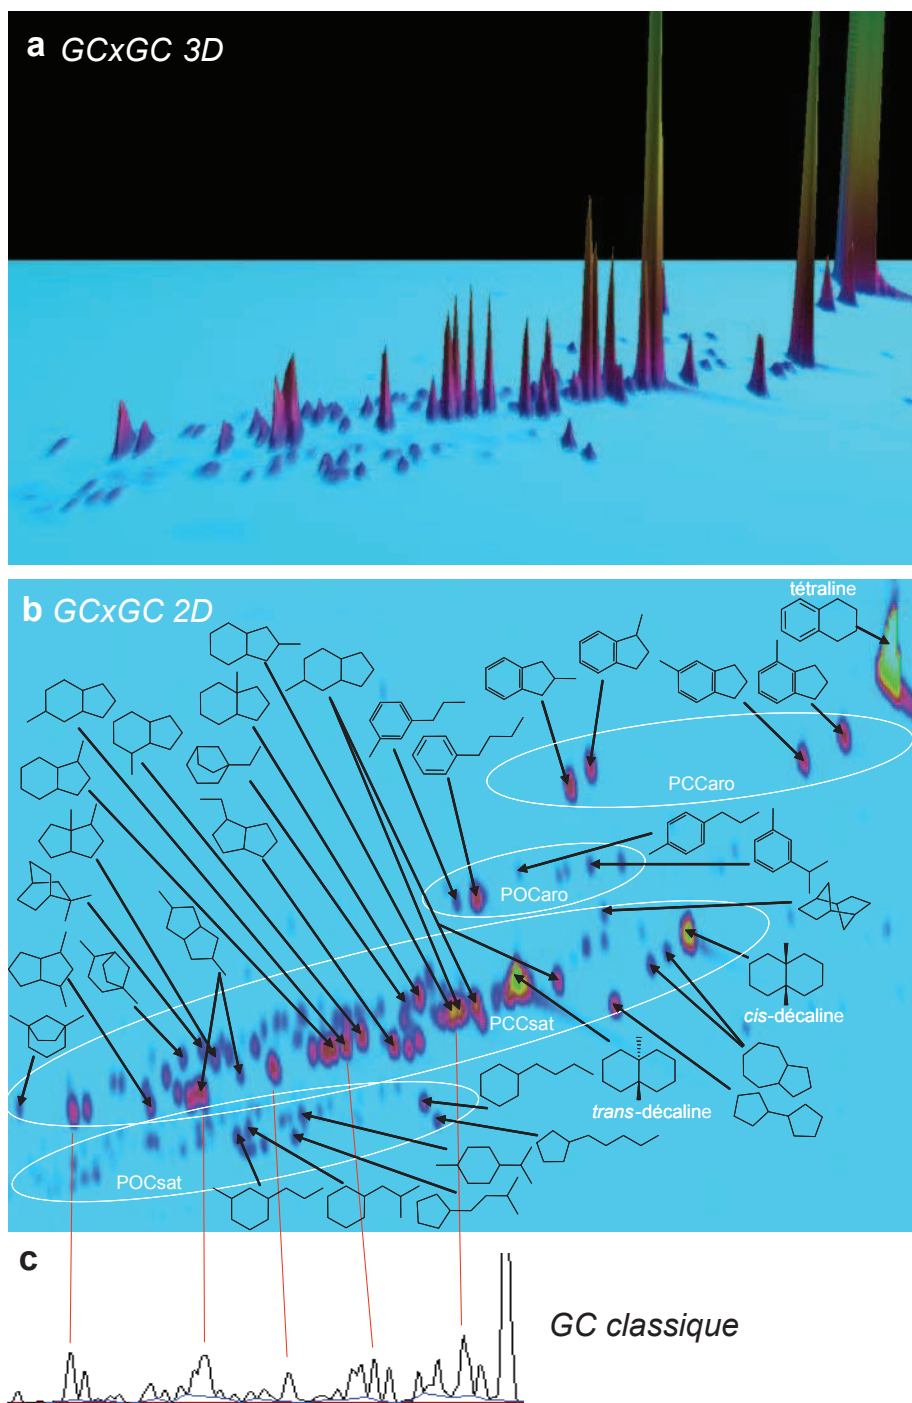 a GCxGC 3D
b GCxGC 2D
tétraline
PCCaro
POCaro
PCCsat
cis-décaline
trans-décaline
POCsat
c
GC classique